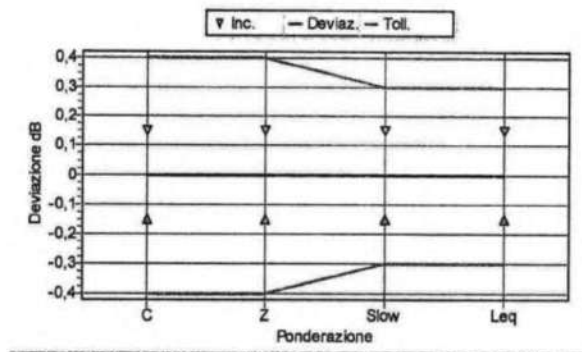 Inc. Deviaz. Toll.
0,4
0,3
0,2
0,1
0
-0,1
-0,2
-0,3
-0,4
Deviazione dB
C Z Slow Leq
Ponderazione